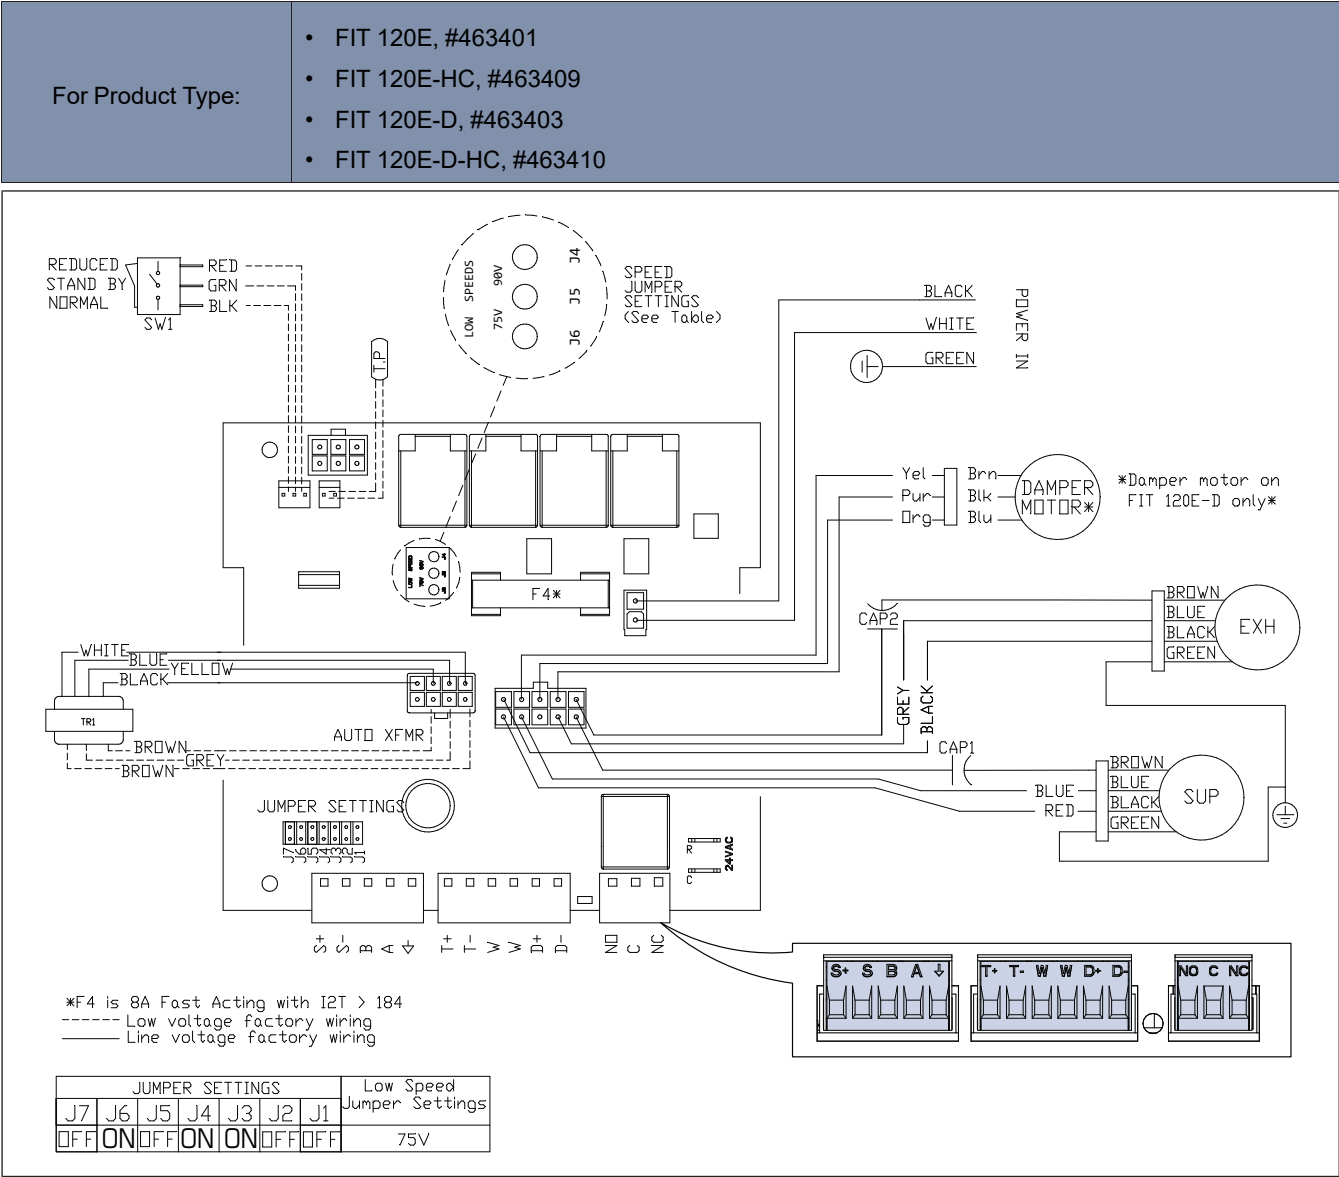 For Product Type:
• FIT 120E, #463401
• FIT 120E-HC, #463409
• FIT 120E-D, #463403
• FIT 120E-D-HC, #463410
REDUCED
STAND BY
NORMAL
SW1
RED
GRN
BLK
T.P
LOW SPEEDS
75V 90V
J4
J5
J6
SPEED
JUMPER
SETTINGS
(See Table)
BLACK
WHITE
GREEN
POWER IN
Yel
Pur
Org
Brn
Blk
Blu
DAMPER
MOTOR*
*Damper motor on
FIT 120E-D only*
LOW SPEED
75V 90V
F4*
CAP2
BROWN
BLUE
BLACK
GREEN
EXH
WHITE
BLUE
YELLOW
BLACK
TR1
BROWN
GREY
BROWN
AUTO XFMR
GREY
BLACK
CAP1
BLUE
RED
BROWN
BLUE
BLACK
GREEN
SUP
JUMPER SETTINGS
J7 J6 J5 J4 J3 J2 J1
R
C
24VAC
S+ S- B A
T+ T- W W D+ D-
NO C NC
S+ S B A
T+ T- W W D+ D-
NO C NC
*F4 is 8A Fast Acting with I2T > 184
Low voltage factory wiring
Line voltage factory wiring
JUMPER SETTINGS
Low Speed
Jumper Settings
J7 J6 J5 J4 J3 J2 J1
OFF ON OFF ON ON OFF OFF
75V